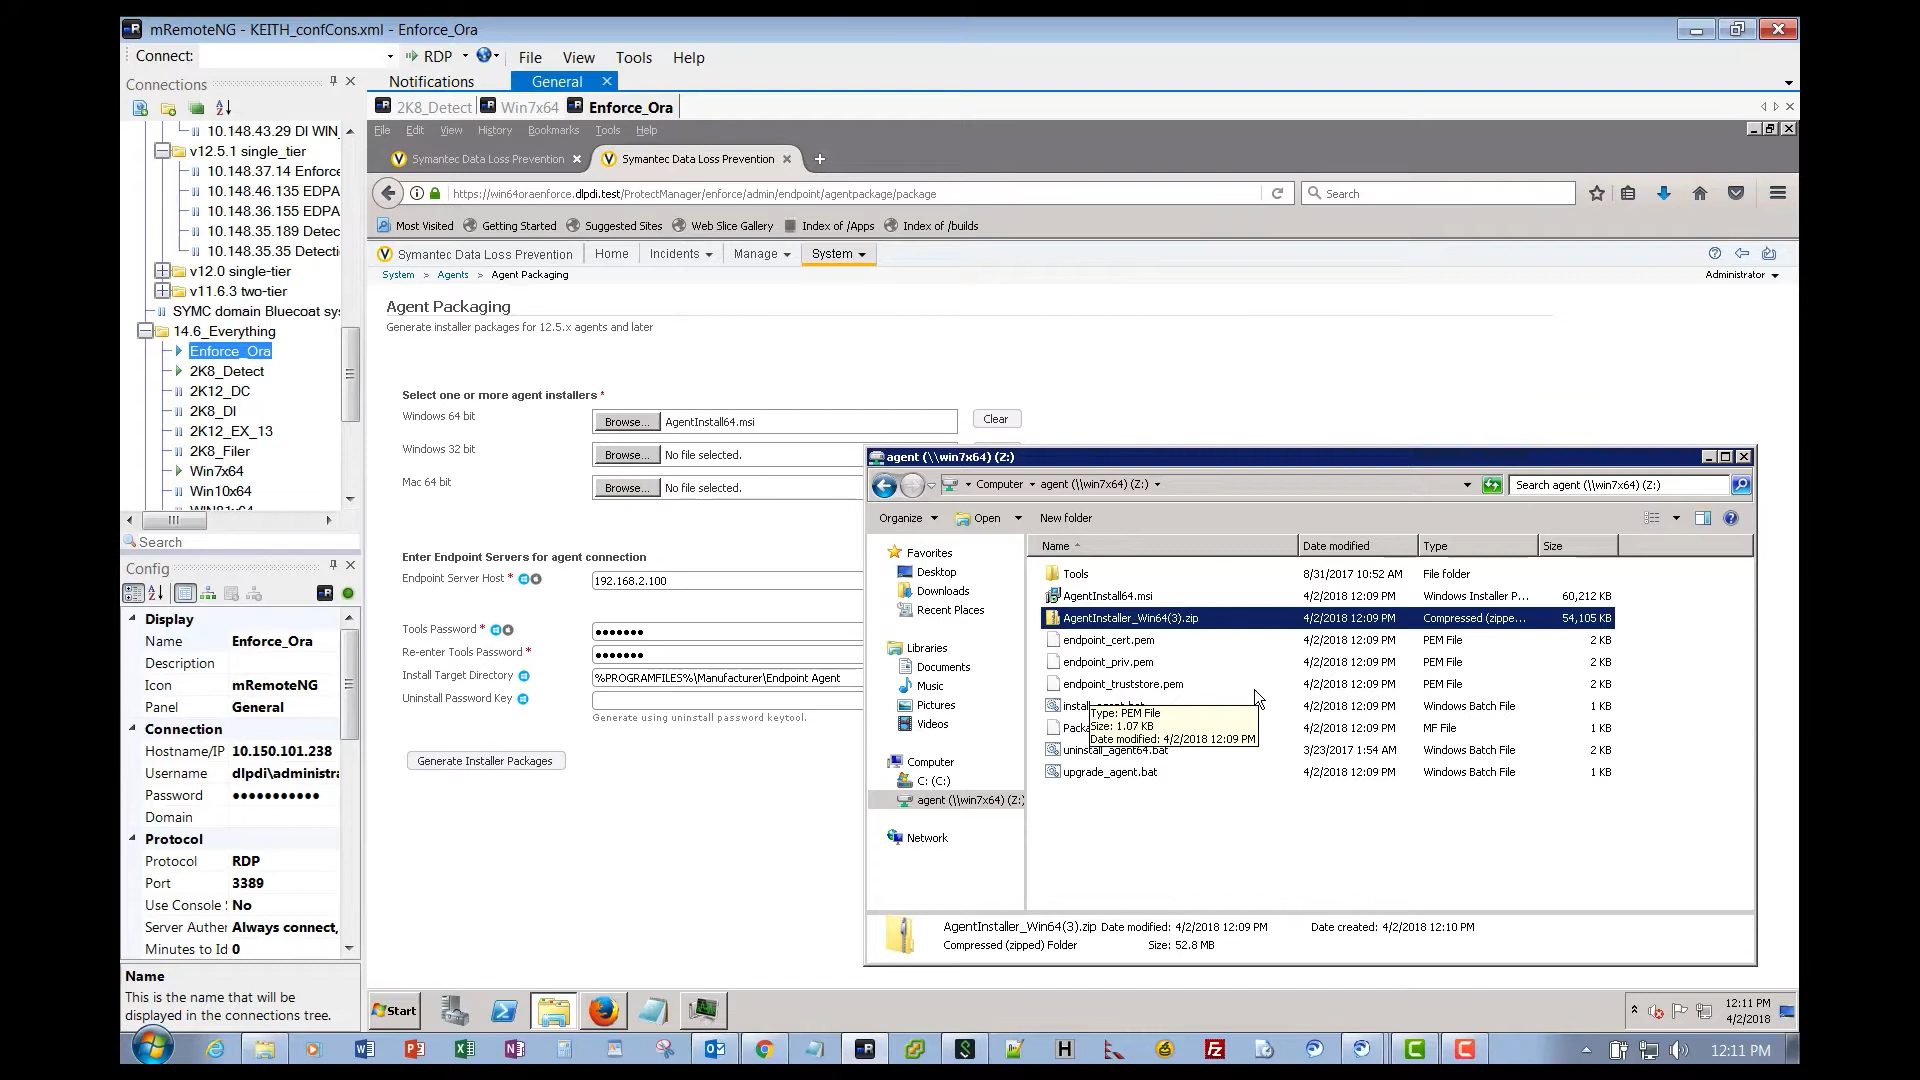 mRemoteNG - KEITH_confCons.xml - Enforce_Ora
Connect: RDP File View Tools Help
Connections
Notifications General
2K8_Detect Win7x64 Enforce_Ora
10.148.43.29 DI WIN_
v12.5.1 single_tier
10.148.37.14 Enforce
10.148.46.135 EDPA
10.148.36.155 EDPA
10.148.35.189 Detec
10.148.35.35 Detecti
v12.0 single-tier
v11.6.3 two-tier
SYMC domain Bluecoat sy
14.6_Everything
Enforce_Ora
2K8_Detect
2K12_DC
2K8_DI
2K12_EX_13
2K8_Filer
Win7x64
Win10x64
Search
Config
Display
Name Enforce_Ora
Description
Icon mRemoteNG
Panel General
Connection
Hostname/IP 10.150.101.238
Username dlpdi\administra
Password ●●●●●●●●●●●
Domain
Protocol
Protocol RDP
Port 3389
Use Console S No
Server Authen Always connect,
Minutes to Id 0
Name
This is the name that will be
displayed in the connections tree.
File Edit View History Bookmarks Tools Help
Symantec Data Loss Prevention Symantec Data Loss Prevention
https://win64oraenforce.dlpdi.test/ProtectManager/enforce/admin/endpoint/agentpackage/package Search
Most Visited Getting Started Suggested Sites Web Slice Gallery Index of /Apps Index of /builds
Symantec Data Loss Prevention Home Incidents Manage System
System > Agents > Agent Packaging Administrator
Agent Packaging
Generate installer packages for 12.5.x agents and later
Select one or more agent installers *
Windows 64 bit Browse... AgentInstall64.msi Clear
Windows 32 bit Browse... No file selected.
Mac 64 bit Browse... No file selected.
Enter Endpoint Servers for agent connection
Endpoint Server Host * 192.168.2.100
Tools Password * ●●●●●●●
Re-enter Tools Password * ●●●●●●●
Install Target Directory %PROGRAMFILES%\Manufacturer\Endpoint Agent
Uninstall Password Key
Generate using uninstall password keytool.
Generate Installer Packages
agent (\\win7x64) (Z:)
Computer agent (\\win7x64) (Z:) Search agent (\\win7x64) (Z:)
Organize Open New folder
Favorites
Desktop
Downloads
Recent Places
Libraries
Documents
Music
Pictures
Videos
Computer
C: (C:)
agent (\\win7x64) (Z:)
Network
Name Date modified Type Size
Tools 8/31/2017 10:52 AM File folder
AgentInstall64.msi 4/2/2018 12:09 PM Windows Installer P... 60,212 KB
AgentInstaller_Win64(3).zip 4/2/2018 12:09 PM Compressed (zippe... 54,105 KB
endpoint_cert.pem 4/2/2018 12:09 PM PEM File 2 KB
endpoint_priv.pem 4/2/2018 12:09 PM PEM File 2 KB
endpoint_truststore.pem 4/2/2018 12:09 PM PEM File 2 KB
4/2/2018 12:09 PM Windows Batch File 1 KB
4/2/2018 12:09 PM MF File 1 KB
uninstall_agent64.bat 3/23/2017 1:54 AM Windows Batch File 1 KB
upgrade_agent.bat 4/2/2018 12:09 PM Windows Batch File 1 KB
Type: PEM File
Size: 1.07 KB
Date modified: 4/2/2018 12:09 PM
AgentInstaller_Win64(3).zip Date modified: 4/2/2018 12:09 PM Date created: 4/2/2018 12:10 PM
Compressed (zipped) Folder Size: 52.8 MB
Start
12:11 PM
4/2/2018
12:11 PM